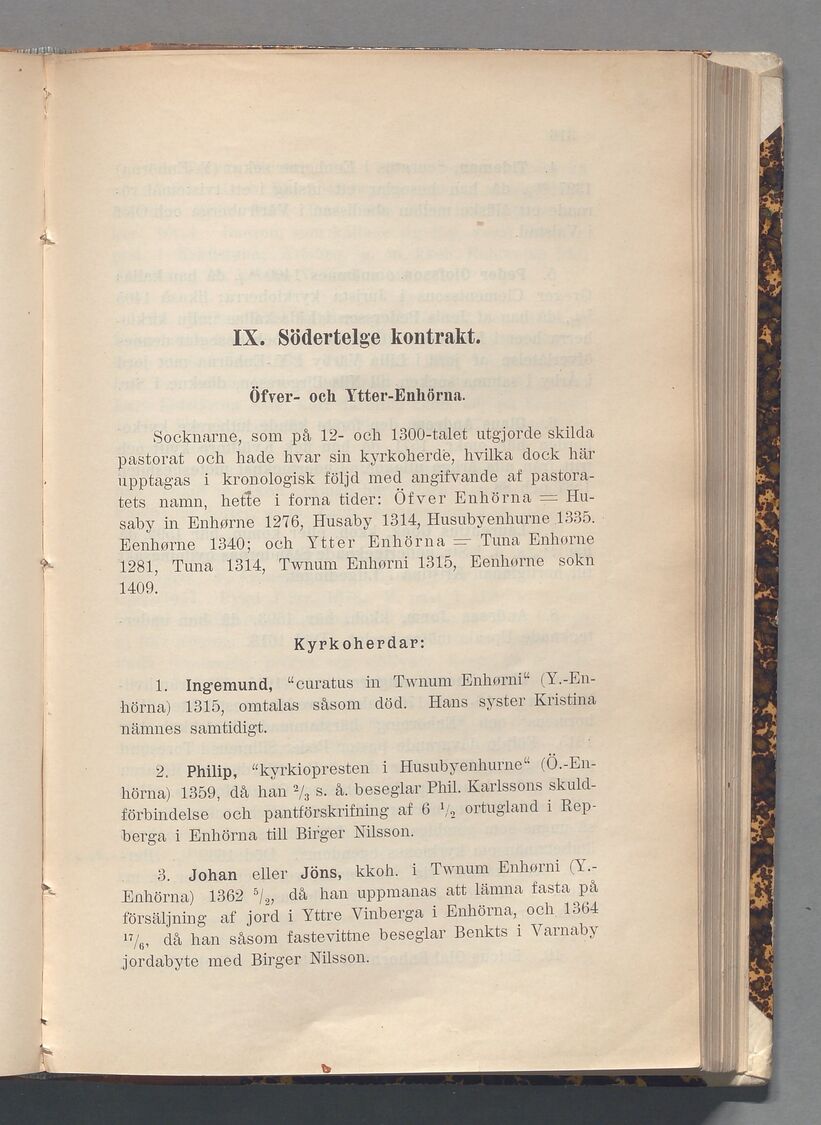 IX. Södertelge kontrakt.
Öfver- och Ytter-Enhörna.
Socknarne, som på 12- och 1300-talet utgjorde skilda
pastorat och hade hvar sin kyrkoherde, hvilka dock här
upptagas i kronologisk följd med angifvande af pastora-
tets namn, hette i forna tider: Öfver Enhörna = Hu-
saby in Enhørne 1276, Husaby 1314, Husubyenhurne 1335.
Eenhørne 1340; och Ytter Enhörna = Tuna Enhørne
1281, Tuna 1314, Twnum Enhørni 1315, Eenhørne sokn
1409.
Kyrkoherdar:
1. Ingemund, “curatus in Twnum Enhørni“ (Y.-En-
hörna) 1315, omtalas såsom död. Hans syster Kristina
nämnes samtidigt.
2. Philip, “kyrkiopresten i Husubyenhurne“ (Ö.-En-
hörna) 1359, då han 2/3 s. å. beseglar Phil. Karlssons skuld-
förbindelse och pantförskrifning af 6 1/2 ortugland i Rep-
berga i Enhörna till Birger Nilsson.
3. Johan eller Jöns, kkoh. i Twnum Enhørni (Y.-
Enhörna) 1362 5/2, då han uppmanas att lämna fasta på
försäljning af jord i Yttre Vinberga i Enhörna, och 1364
17/6, då han såsom fastevittne beseglar Benkts i Varnaby
jordabyte med Birger Nilsson.